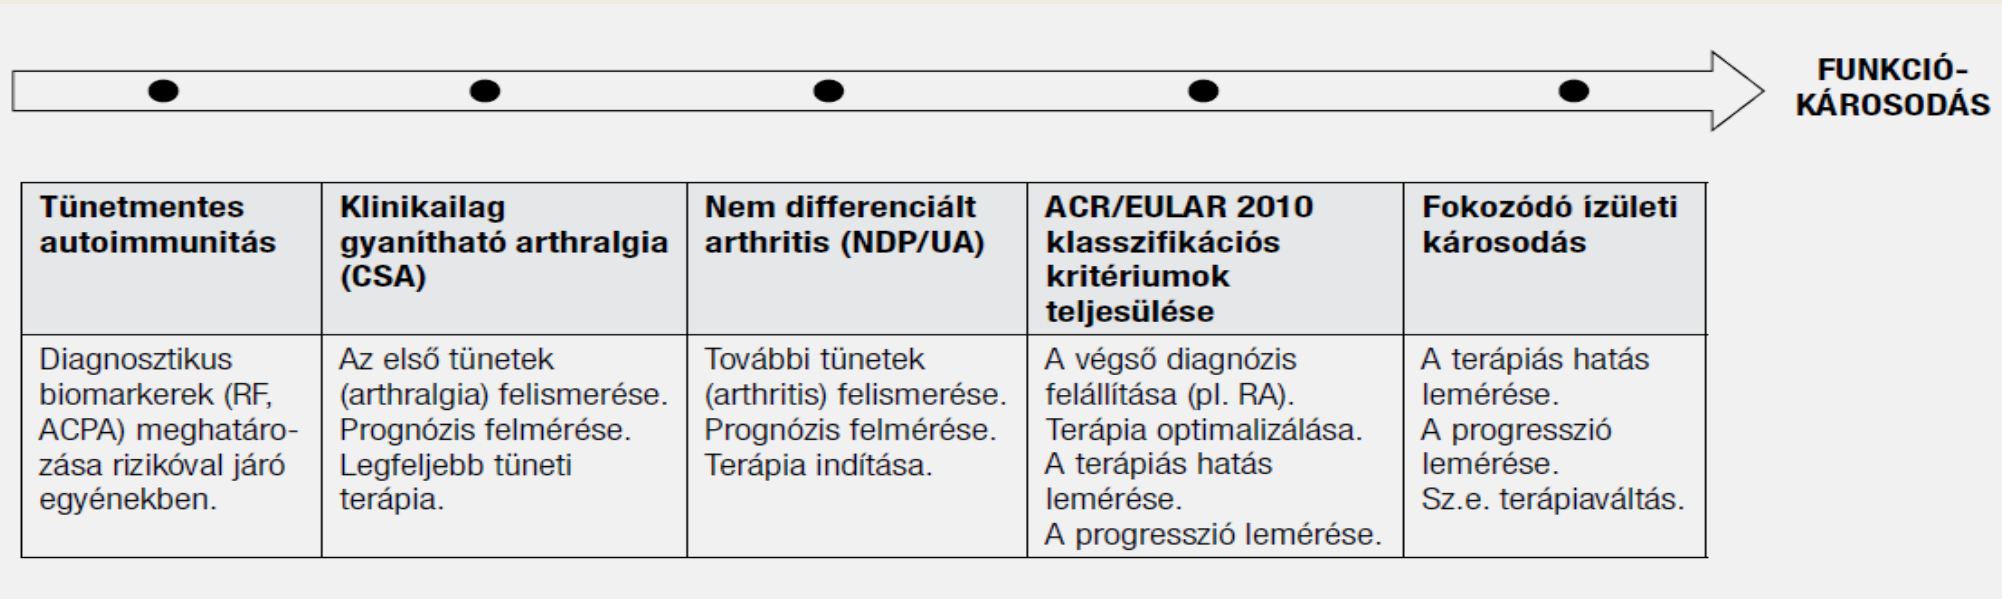 FUNKCIÓ-
KÁROSODÁS
Tünetmentes
autoimmunitás
Klinikailag
gyanítható arthralgia
(CSA)
Nem differenciált
arthritis (NDP/UA)
ACR/EULAR 2010
klasszifikációs
kritériumok
teljesülése
Fokozódó ízületi
károsodás
Diagnosztikus
biomarkerek (RF,
ACPA) meghatáro-
zása rizikóval járó
egyénekben.
Az első tünetek
(arthralgia) felismerése.
Prognózis felmérése.
Legfeljebb tüneti
terápia.
További tünetek
(arthritis) felismerése.
Prognózis felmérése.
Terápia indítása.
A végső diagnózis
felállítása (pl. RA).
Terápia optimalizálása.
A terápiás hatás
lemérése.
A progresszió lemérése.
A terápiás hatás
lemérése.
A progresszió
lemérése.
Sz.e. terápiaváltás.